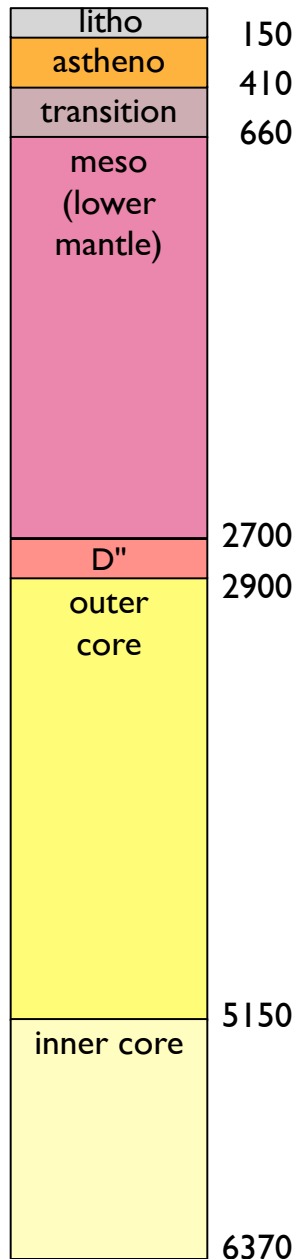 litho
150
astheno
410
transition
660
meso
(lower
mantle)
2700
D"
2900
outer
core
5150
inner core
6370